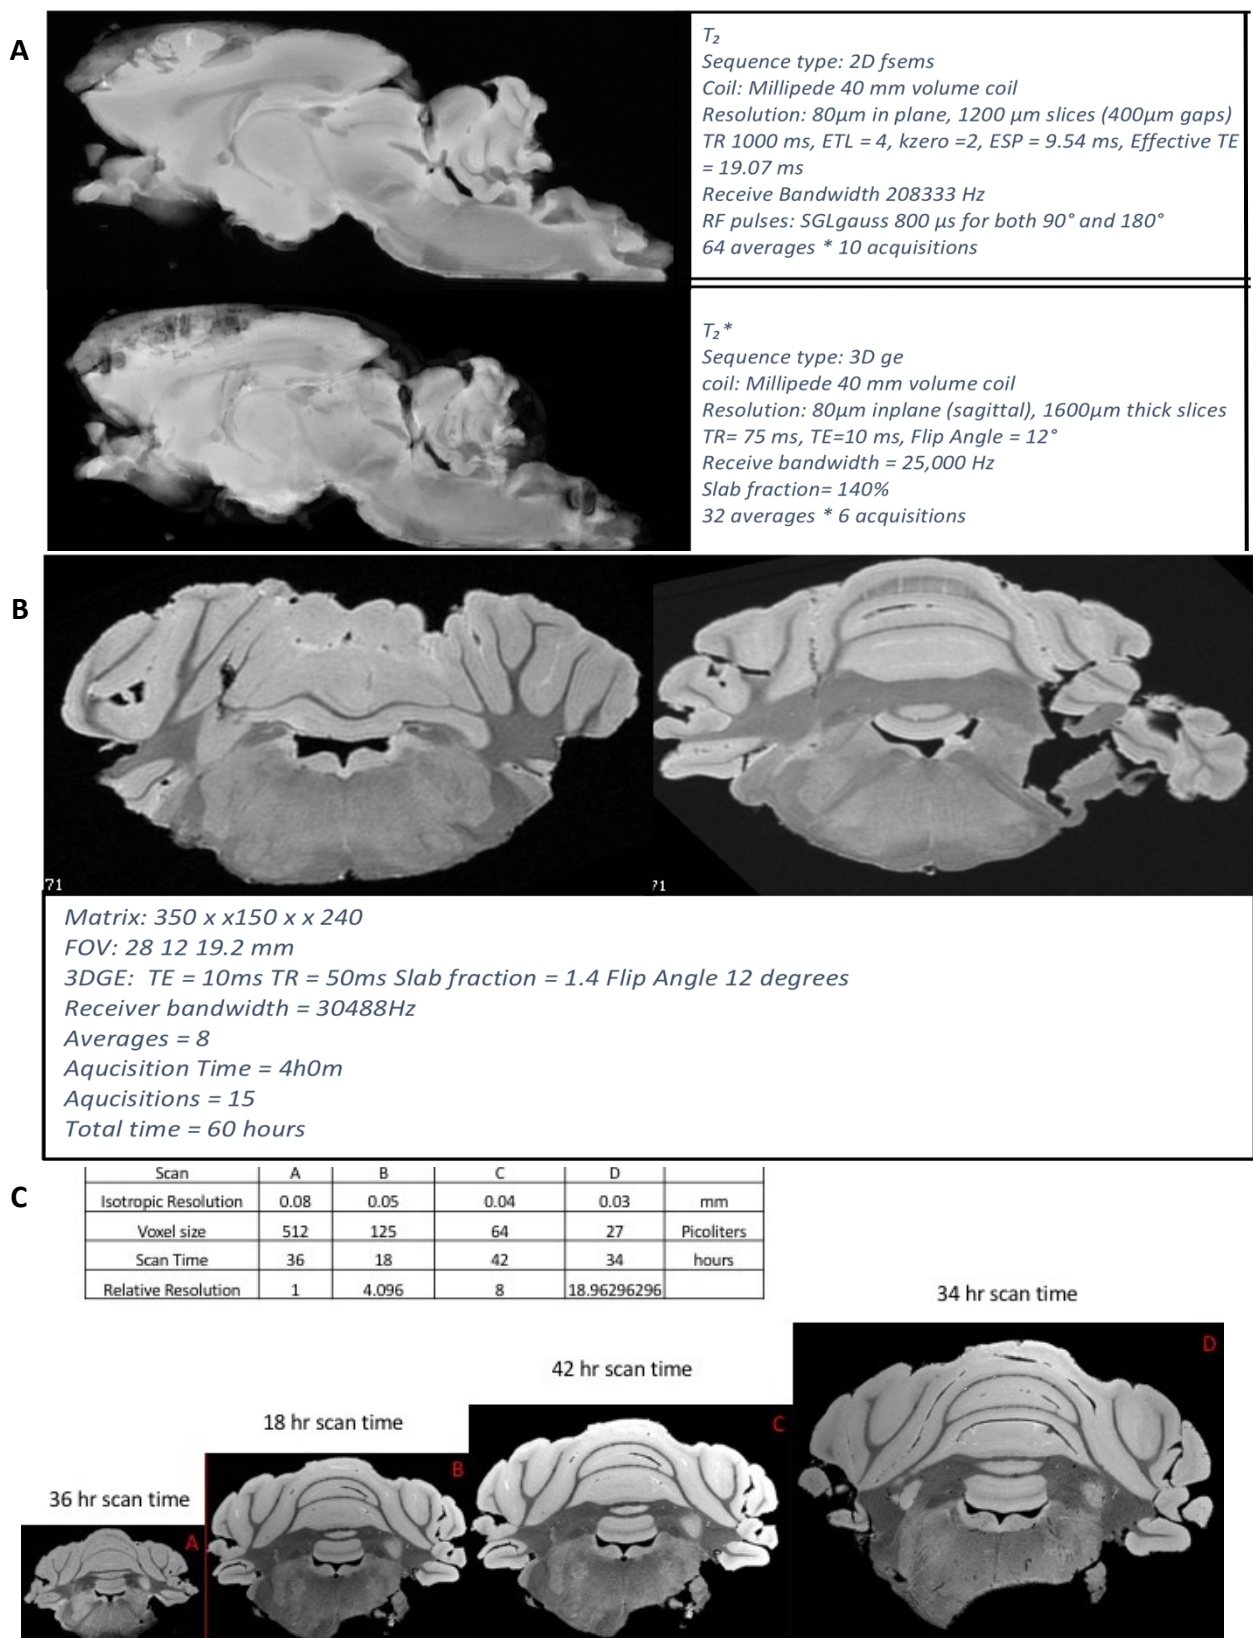 A
T₂
Sequence type: 2D fsems
Coil: Millipede 40 mm volume coil
Resolution: 80µm in plane, 1200 µm slices (400µm gaps)
TR 1000 ms, ETL = 4, kzero =2, ESP = 9.54 ms, Effective TE
= 19.07 ms
Receive Bandwidth 208333 Hz
RF pulses: SGLgauss 800 µs for both 90° and 180°
64 averages * 10 acquisitions
T₂*
Sequence type: 3D ge
coil: Millipede 40 mm volume coil
Resolution: 80µm inplane (sagittal), 1600µm thick slices
TR= 75 ms, TE=10 ms, Flip Angle = 12°
Receive bandwidth = 25,000 Hz
Slab fraction= 140%
32 averages * 6 acquisitions
B
71
71
Matrix: 350 x x150 x x 240
FOV: 28 12 19.2 mm
3DGE: TE = 10ms TR = 50ms Slab fraction = 1.4 Flip Angle 12 degrees
Receiver bandwidth = 30488Hz
Averages = 8
Aqucisition Time = 4h0m
Aqucisitions = 15
Total time = 60 hours
C
Scan A B C D
Isotropic Resolution 0.08 0.05 0.04 0.03 mm
Voxel size 512 125 64 27 Picoliters
Scan Time 36 18 42 34 hours
Relative Resolution 1 4.096 8 18.96296296
34 hr scan time
D
42 hr scan time
C
18 hr scan time
B
36 hr scan time
A